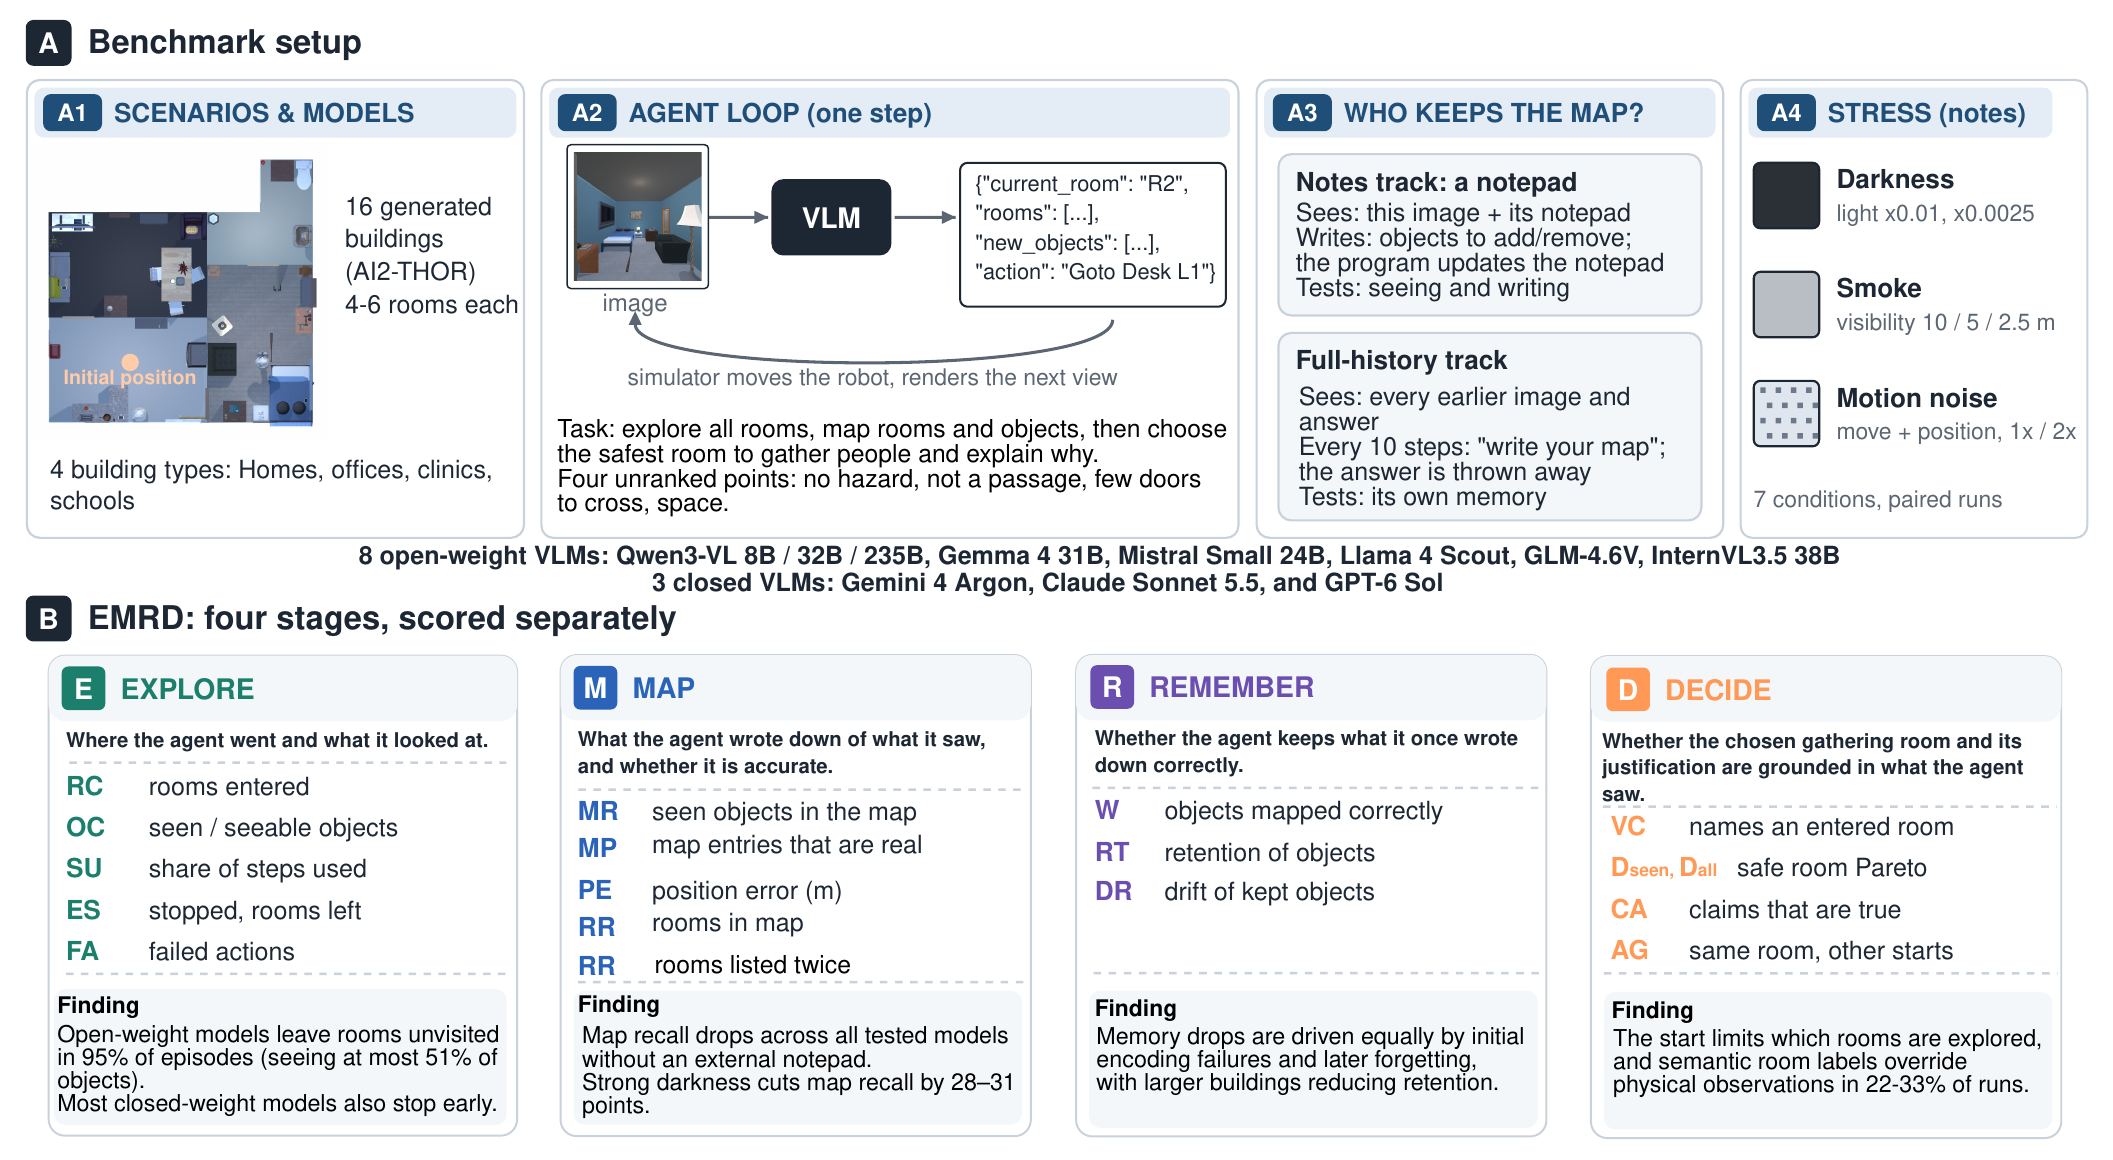 A Benchmark setup
A1 SCENARIOS & MODELS
Initial position
16 generated
buildings
(AI2-THOR)
4-6 rooms each
4 building types: Homes, offices, clinics,
schools
A2 AGENT LOOP (one step)
image
VLM
{"current_room": "R2",
"rooms": [...],
"new_objects": [...],
"action": "Goto Desk L1"}
simulator moves the robot, renders the next view
Task: explore all rooms, map rooms and objects, then choose
the safest room to gather people and explain why.
Four unranked points: no hazard, not a passage, few doors
to cross, space.
A3 WHO KEEPS THE MAP?
Notes track: a notepad
Sees: this image + its notepad
Writes: objects to add/remove;
the program updates the notepad
Tests: seeing and writing
Full-history track
Sees: every earlier image and
answer
Every 10 steps: "write your map";
the answer is thrown away
Tests: its own memory
A4 STRESS (notes)
Darkness
light x0.01, x0.0025
Smoke
visibility 10 / 5 / 2.5 m
Motion noise
move + position, 1x / 2x
7 conditions, paired runs
8 open-weight VLMs: Qwen3-VL 8B / 32B / 235B, Gemma 4 31B, Mistral Small 24B, Llama 4 Scout, GLM-4.6V, InternVL3.5 38B
3 closed VLMs: Gemini 4 Argon, Claude Sonnet 5.5, and GPT-6 Sol
B EMRD: four stages, scored separately
E EXPLORE
Where the agent went and what it looked at.
RC rooms entered
OC seen / seeable objects
SU share of steps used
ES stopped, rooms left
FA failed actions
Finding
Open-weight models leave rooms unvisited
in 95% of episodes (seeing at most 51% of
objects).
Most closed-weight models also stop early.
M MAP
What the agent wrote down of what it saw,
and whether it is accurate.
MR seen objects in the map
MP map entries that are real
PE position error (m)
RR rooms in map
RR rooms listed twice
Finding
Map recall drops across all tested models
without an external notepad.
Strong darkness cuts map recall by 28–31
points.
R REMEMBER
Whether the agent keeps what it once wrote
down correctly.
W objects mapped correctly
RT retention of objects
DR drift of kept objects
Finding
Memory drops are driven equally by initial
encoding failures and later forgetting,
with larger buildings reducing retention.
D DECIDE
Whether the chosen gathering room and its
justification are grounded in what the agent
saw.
VC names an entered room
Dseen, Dall safe room Pareto
CA claims that are true
AG same room, other starts
Finding
The start limits which rooms are explored,
and semantic room labels override
physical observations in 22-33% of runs.